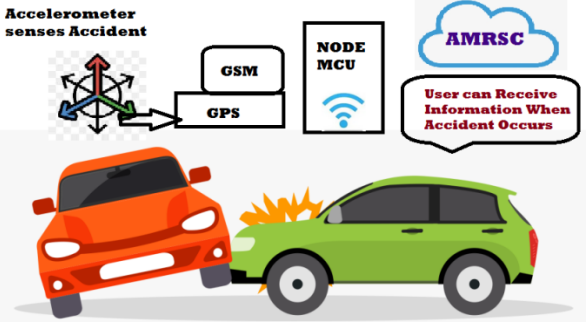 Accelerometer
senses Accident
GSM
GPS
NODE
MCU
AMRSC
User can Receive
Information When
Accident Occurs